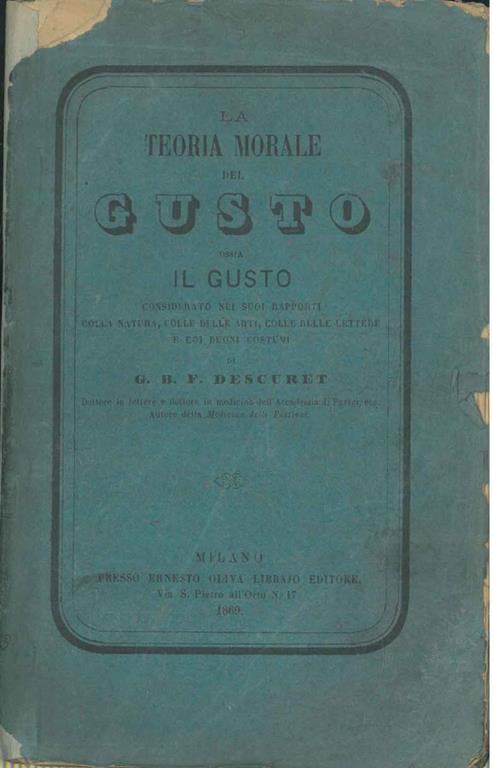 LA
TEORIA MORALE
DEL
GUSTO
OSSIA
IL GUSTO
CONSIDERATO NEI SUOI RAPPORTI
COLLA NATURA, COLLE BELLE ARTI, COLLE BELLE LETTERE
E COI BUONI COSTUMI
DI
G. B. F. DESCURET
Dottore in lettere e dottore in medicina dell'Accademia di Parigi, ecc.
Autore della Medicina delle Passioni.
MILANO
PRESSO ERNESTO OLIVA LIBRAJO EDITORE.
Via S. Pietro all'Orto N. 17
1869.